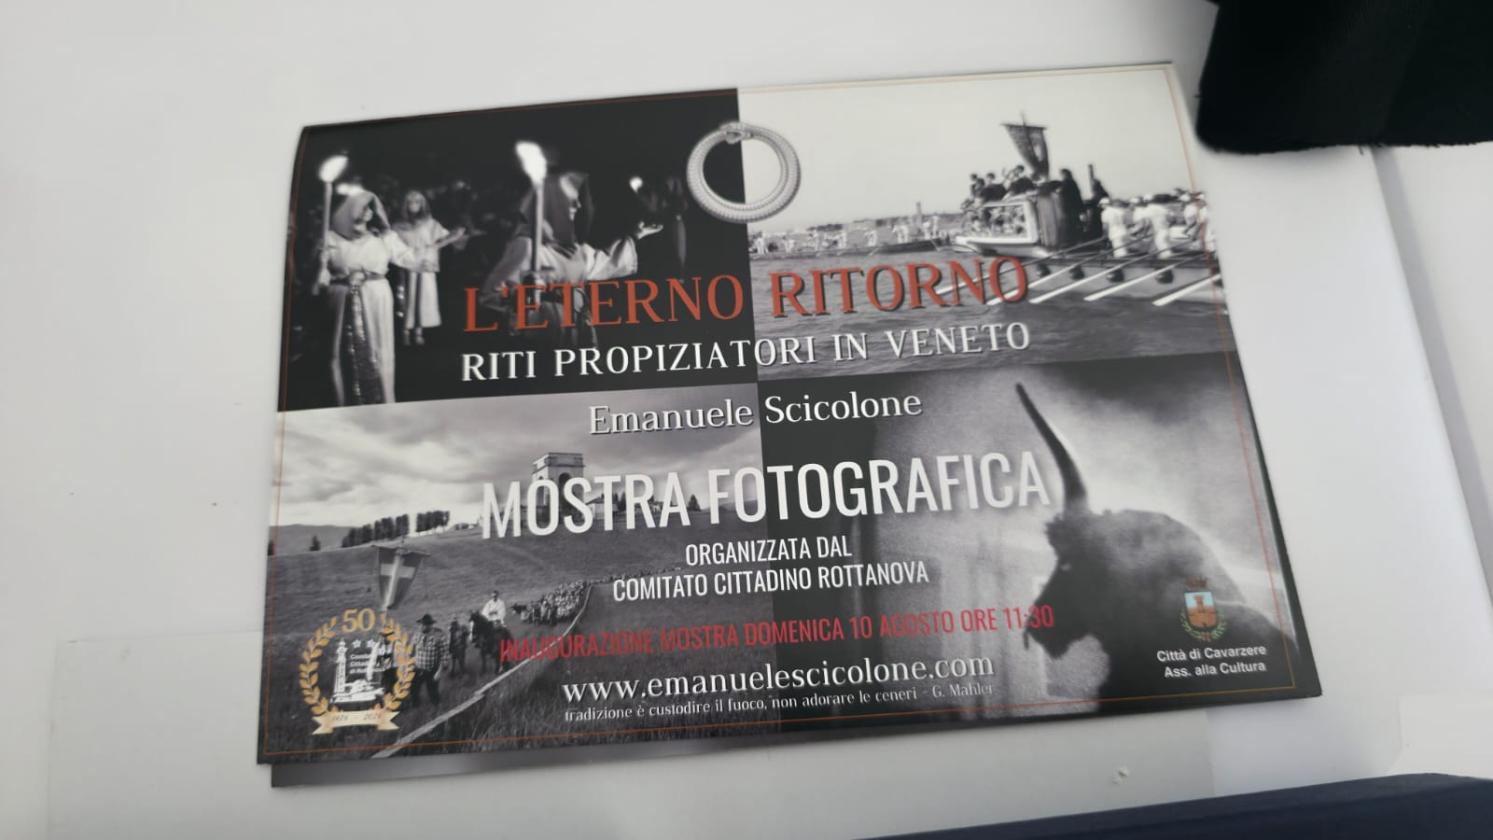 L'ETERNO RITORNO
RITI PROPIZIATORI IN VENETO
Emanuele Scicolone
MOSTRA FOTOGRAFICA
ORGANIZZATA DAL
COMITATO CITTADINO ROTTANOVA
INAUGURAZIONE MOSTRA DOMENICA 10 AGOSTO ORE 11:30
www.emanuelescicolone.com
tradizione è custodire il fuoco, non adorare le ceneri - G. Mahler
50
Città di Cavarzere
Ass. alla Cultura